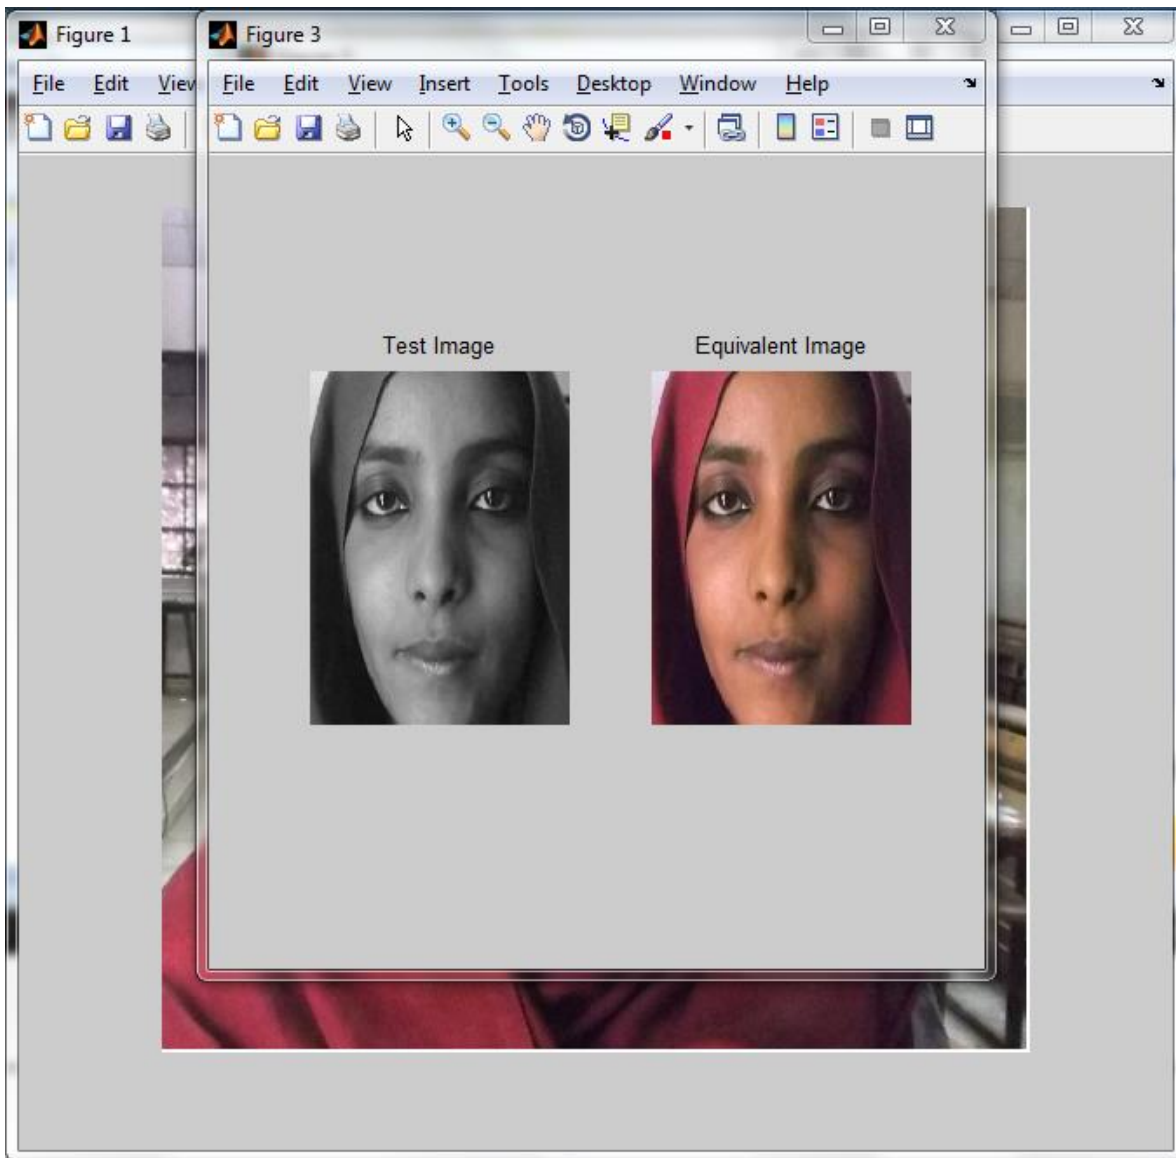 Figure 1
File Edit View
Figure 3
File Edit View Insert Tools Desktop Window Help
Test Image
Equivalent Image